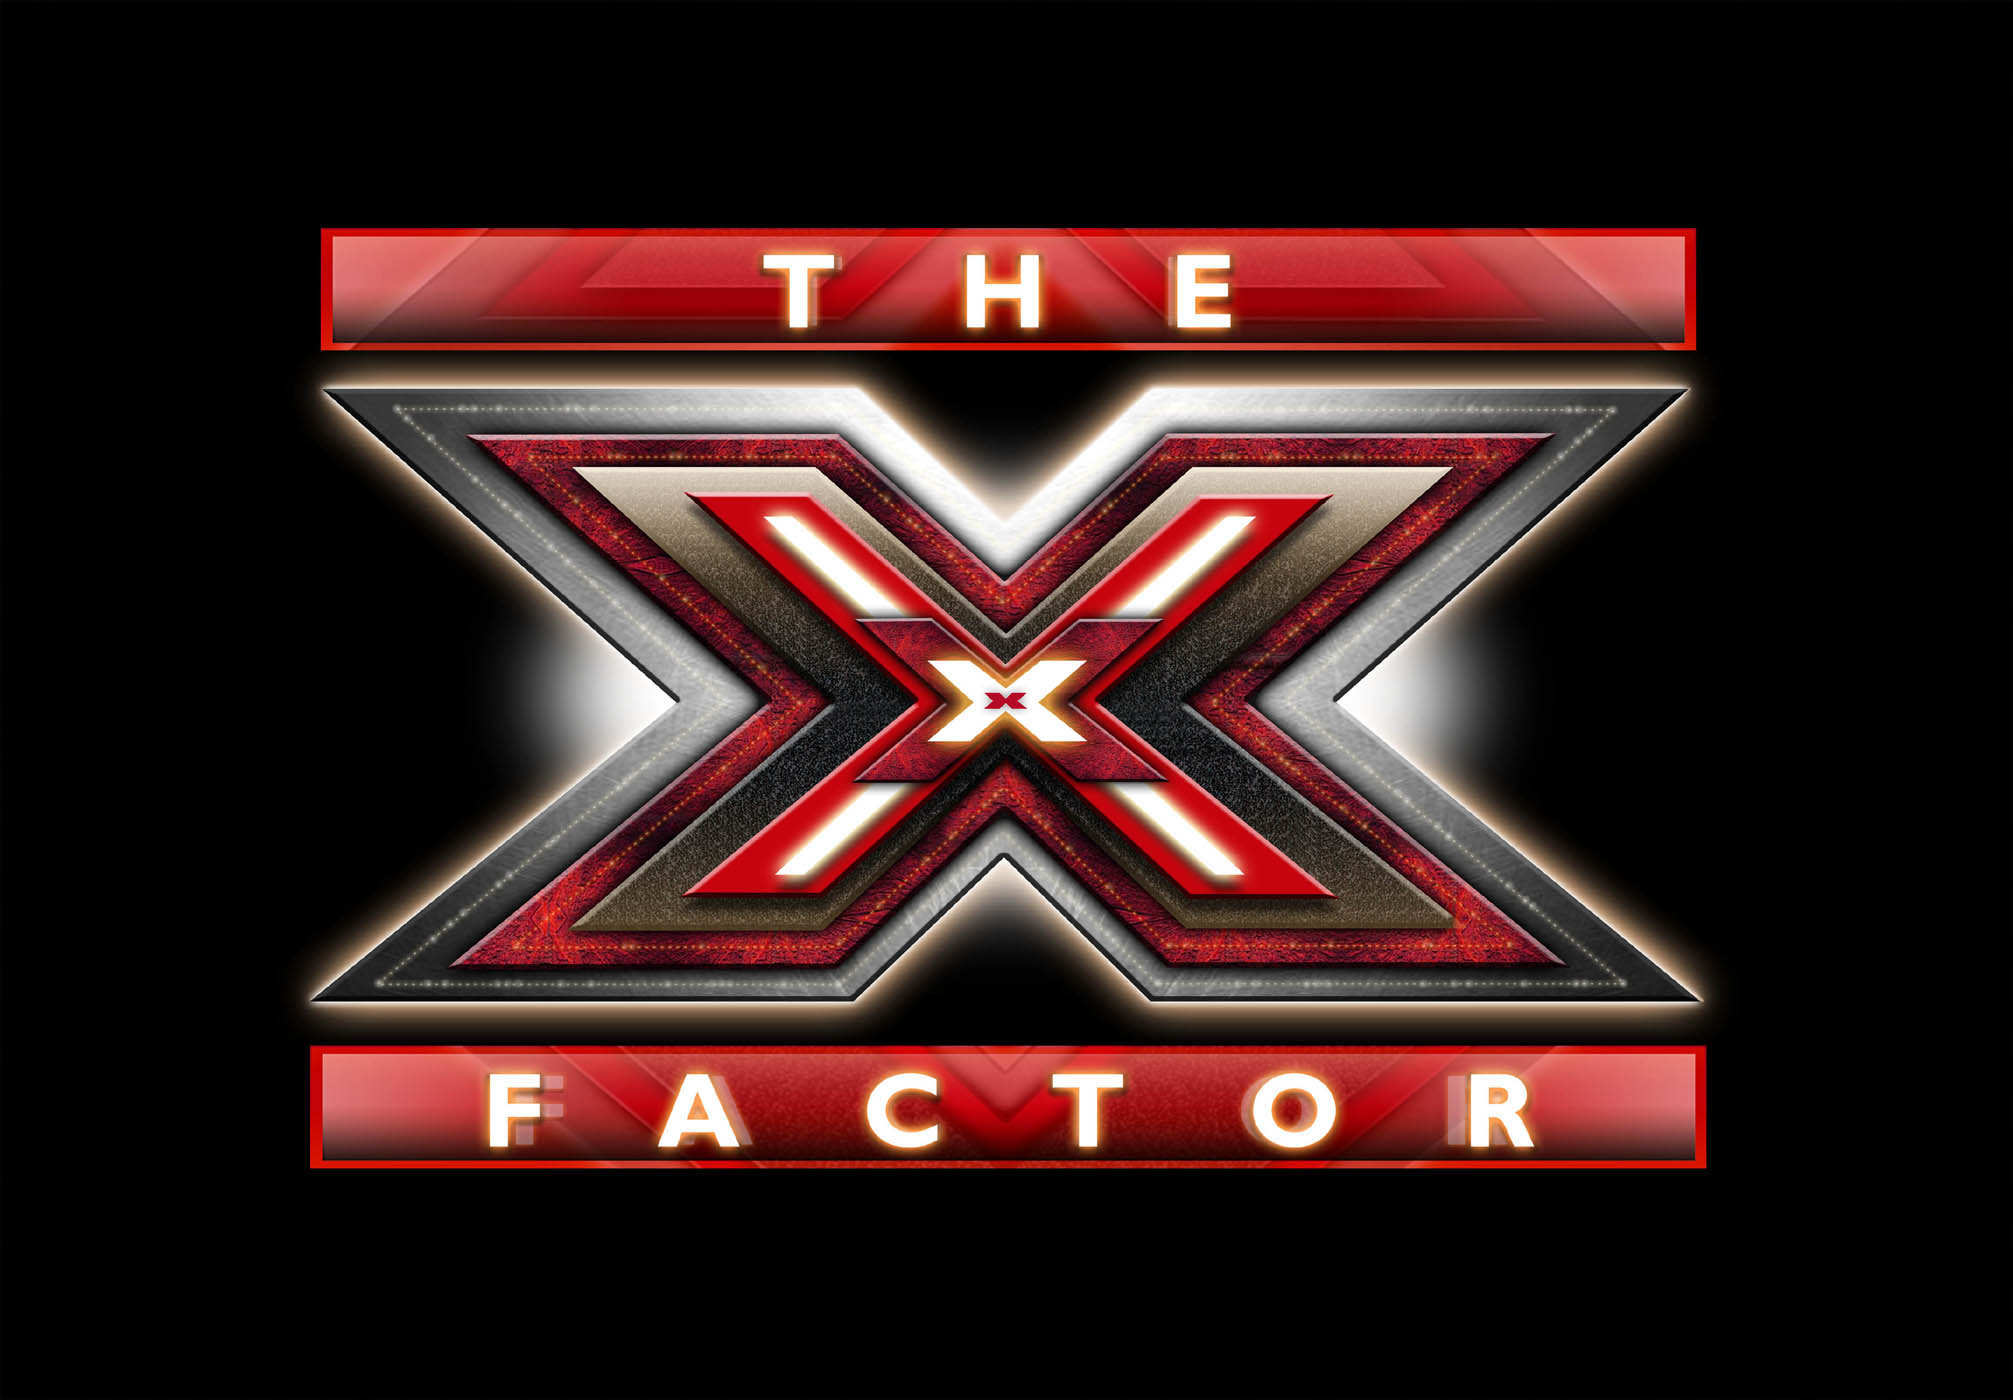 THE
X
FACTOR